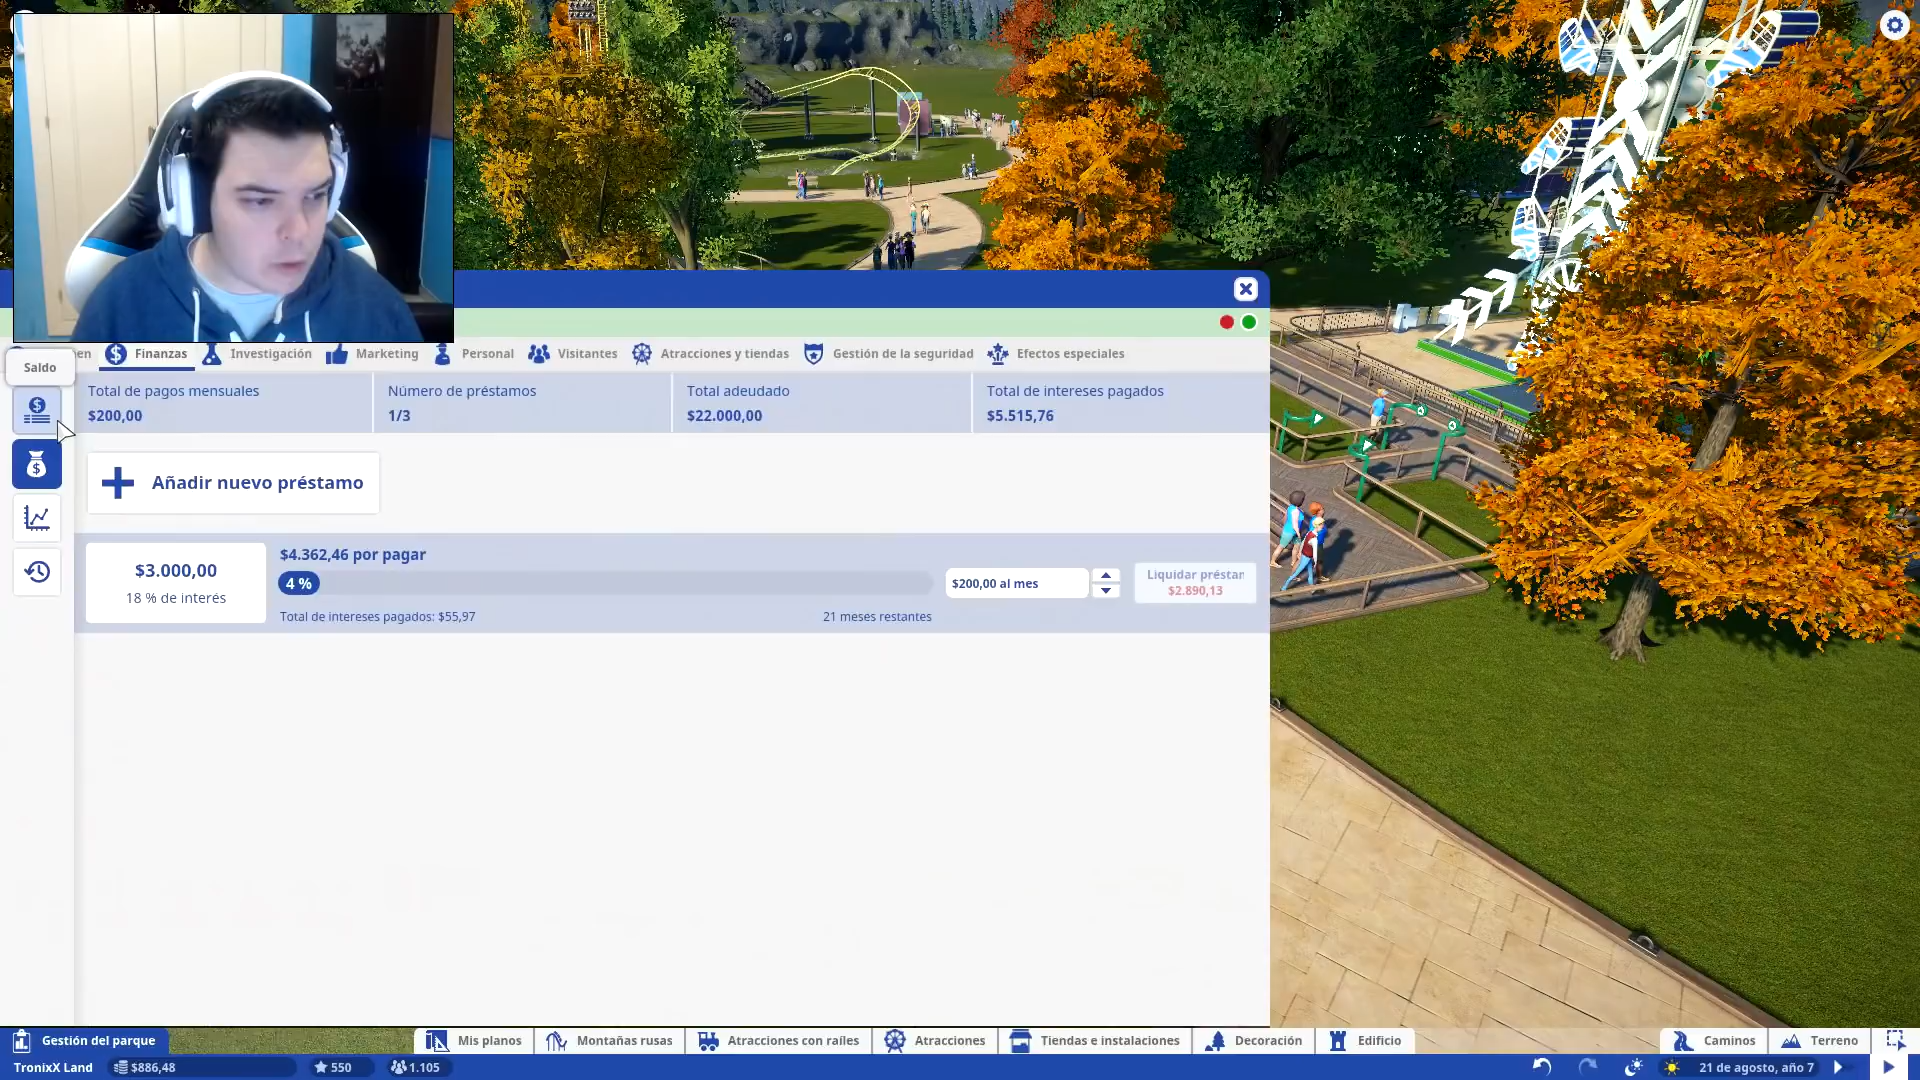 en
Finanzas
Investigación
Marketing
Personal
Visitantes
Atracciones y tiendas
Gestión de la seguridad
Efectos especiales
Saldo
Total de pagos mensuales
$200,00
Número de préstamos
1/3
Total adeudado
$22.000,00
Total de intereses pagados
$5.515,76
Añadir nuevo préstamo
$3.000,00
18 % de interés
$4.362,46 por pagar
4 %
Total de intereses pagados: $55,97
21 meses restantes
$200,00 al mes
Liquidar préstar
$2.890,13
Gestión del parque
Mis planos
Montañas rusas
Atracciones con raíles
Atracciones
Tiendas e instalaciones
Decoración
Edificio
Caminos
Terreno
TronixX Land
$886,48
550
1.105
21 de agosto, año 7